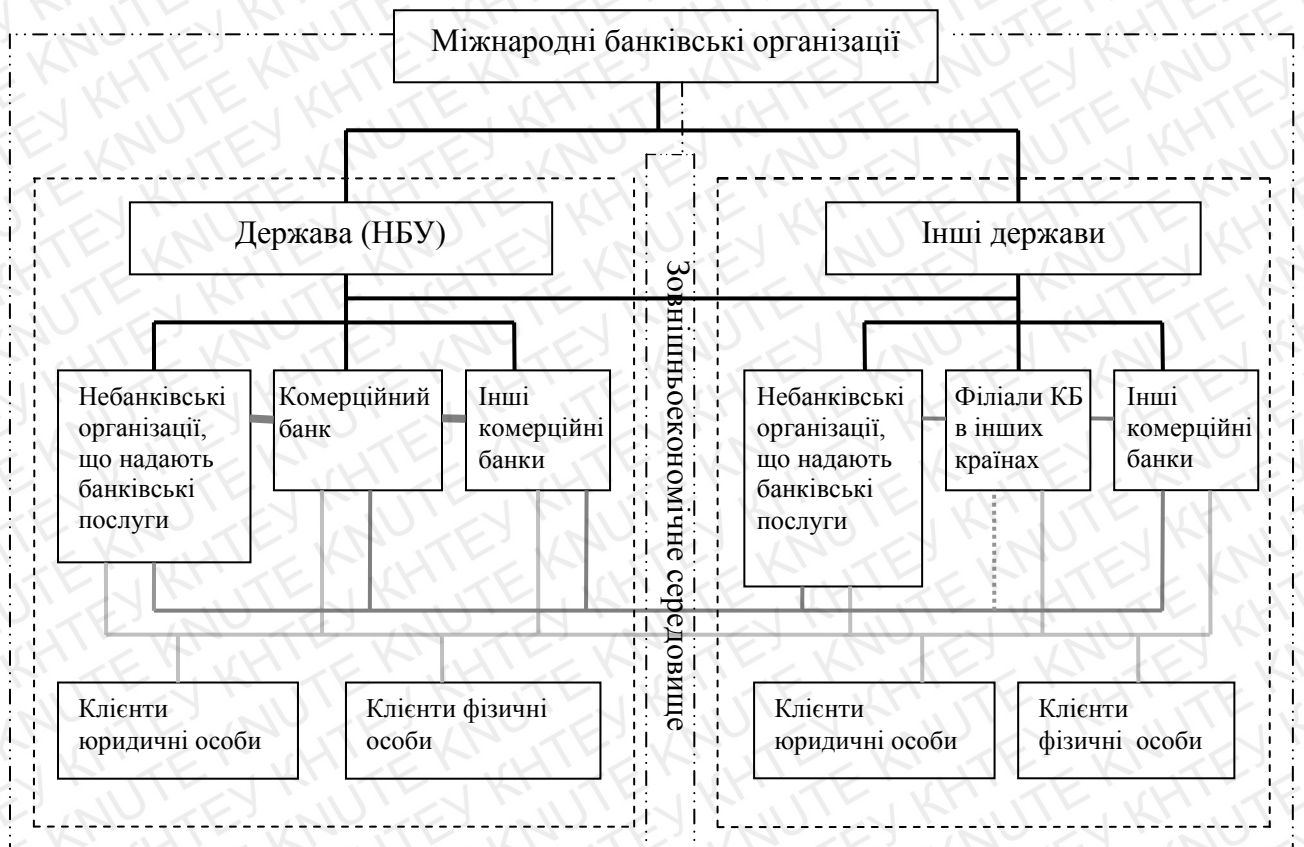 Міжнародні банківські організації
Держава (НБУ)
Інші держави
Зовнішньоекономічне середовище
Небанківські
організації,
що надають
банківські
послуги
Комерційний
банк
Інші
комерційні
банки
Небанківські
організації,
що надають
банківські
послуги
Філіали КБ
в інших
країнах
Інші
комерційні
банки
Клієнти
юридичні особи
Клієнти фізичні
особи
Клієнти
юридичні особи
Клієнти
фізичні особи